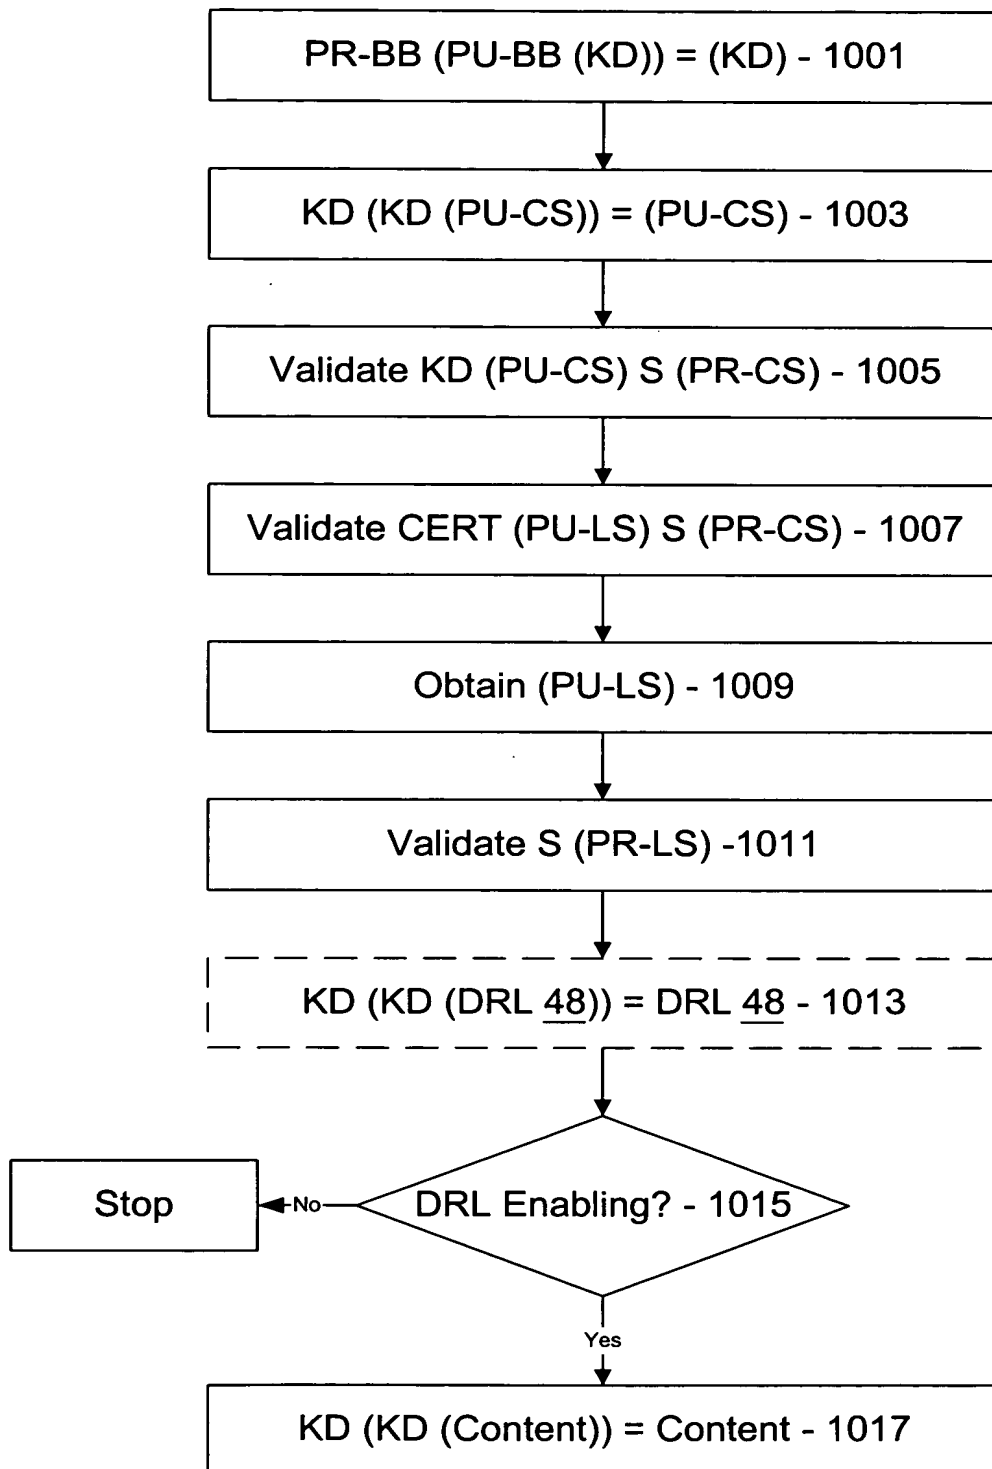 PR-BB (PU-BB (KD)) = (KD) - 1001
KD (KD (PU-CS)) = (PU-CS) - 1003
Validate KD (PU-CS) S (PR-CS) - 1005
Validate CERT (PU-LS) S (PR-CS) - 1007
Obtain (PU-LS) - 1009
Validate S (PR-LS) -1011
KD (KD (DRL 48)) = DRL 48 - 1013
DRL Enabling? - 1015
No
Stop
Yes
KD (KD (Content)) = Content - 1017